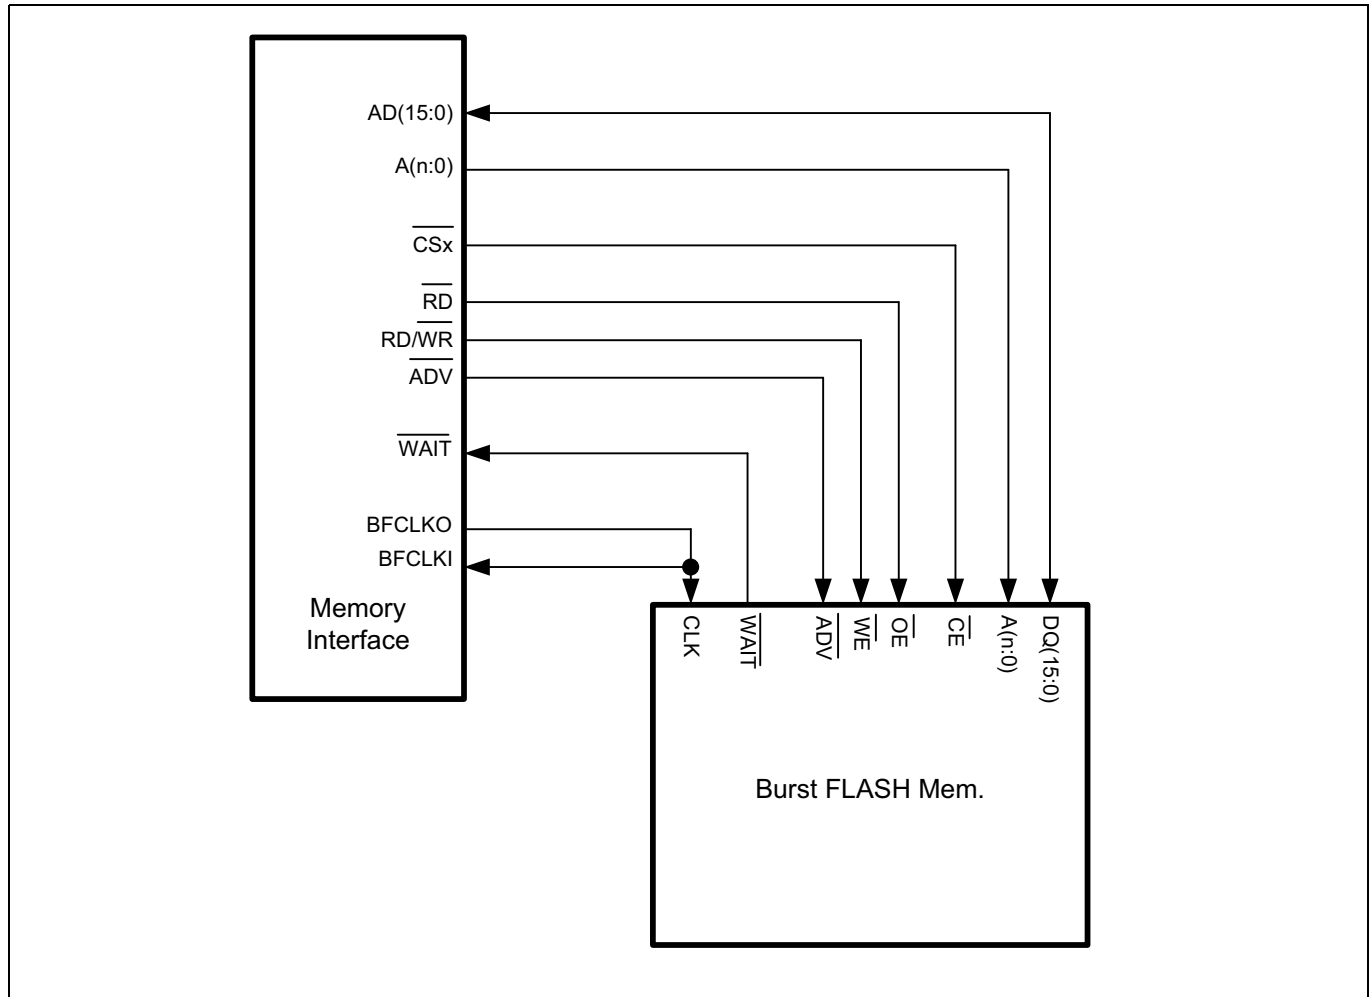 AD(15:0)
A(n:0)
CSx
RD
RD/WR
ADV
WAIT
BFCLKO
BFCLKI
Memory
Interface
CLK
WAIT
ADV
WE
OE
CE
A(n:0)
DQ(15:0)
Burst FLASH Mem.